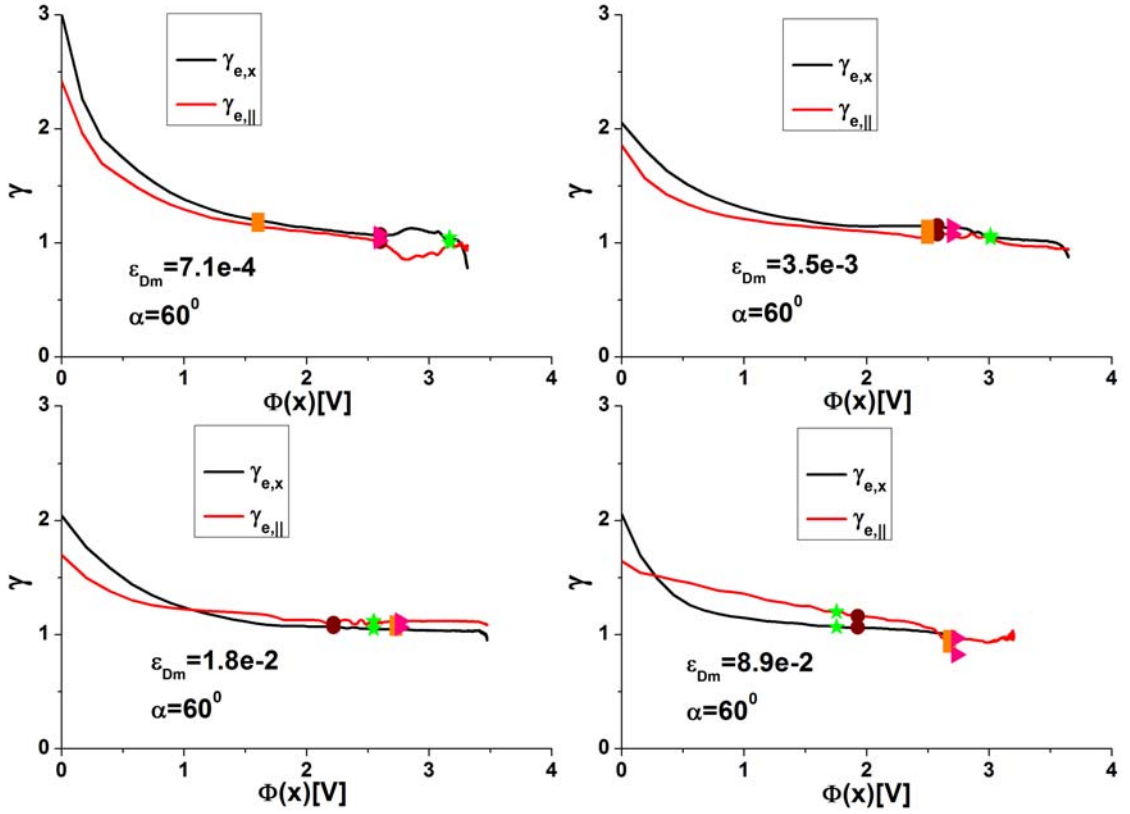 3
2
γ
1
0
γe,x
γe,||
εDm=7.1e-4
α=60⁰
0 1 2 3 4
Φ(x)[V]
3
2
γ
1
0
γe,x
γe,||
εDm=3.5e-3
α=60⁰
0 1 2 3 4
Φ(x)[V]
3
2
γ
1
0
γe,x
γe,||
εDm=1.8e-2
α=60⁰
0 1 2 3 4
Φ(x)[V]
3
2
γ
1
0
γe,x
γe,||
εDm=8.9e-2
α=60⁰
0 1 2 3 4
Φ(x)[V]